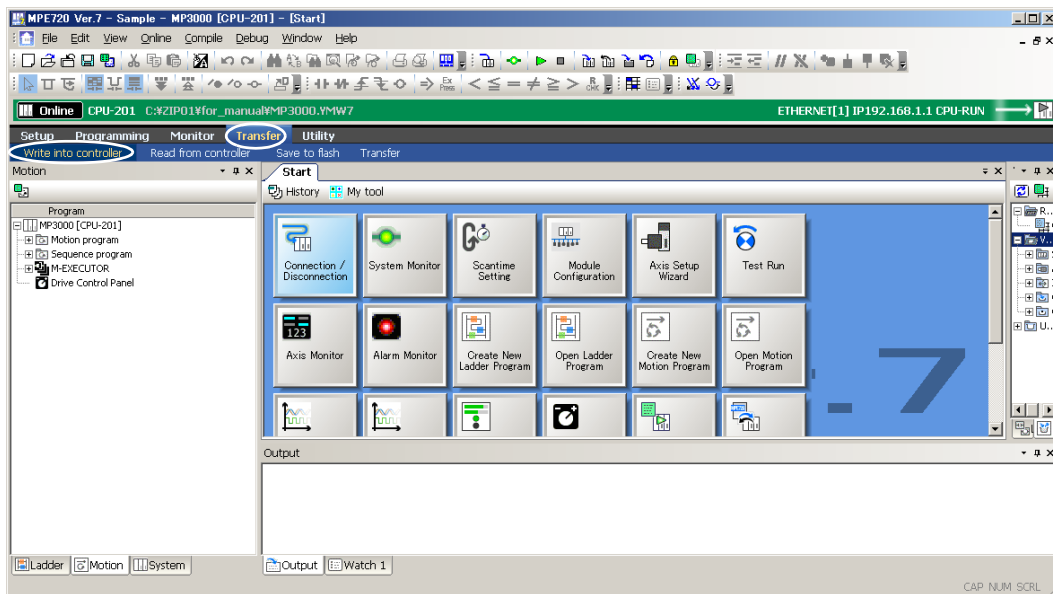 MPE720 Ver.7 - Sample - MP3000 [CPU-201] - [Start]
File Edit View Online Compile Debug Window Help
Online CPU-201 C:¥ZIP01¥for_manual¥MP3000.YMW7 ETHERNET[1] IP192.168.1.1 CPU-RUN
Setup Programming Monitor Transfer Utility
Write into controller Read from controller Save to flash Transfer
Motion
Start
History My tool
Program
MP3000 [CPU-201]
Motion program
Sequence program
M-EXECUTOR
Drive Control Panel
Connection / Disconnection
System Monitor
Scantime Setting
Module Configuration
Axis Setup Wizard
Test Run
123
Axis Monitor
Alarm Monitor
Create New Ladder Program
Open Ladder Program
Create New Motion Program
Open Motion Program
.7
R...
V...
U...
Output
Ladder Motion System
Output Watch 1
CAP NUM SCRL